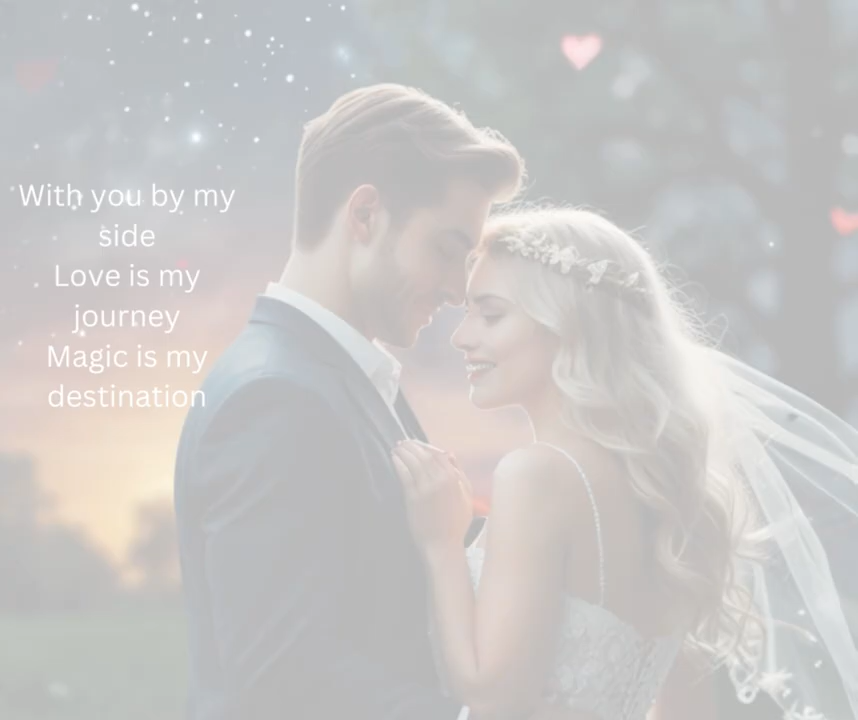 With you by my
side
Love is my
journey
Magic is my
destination